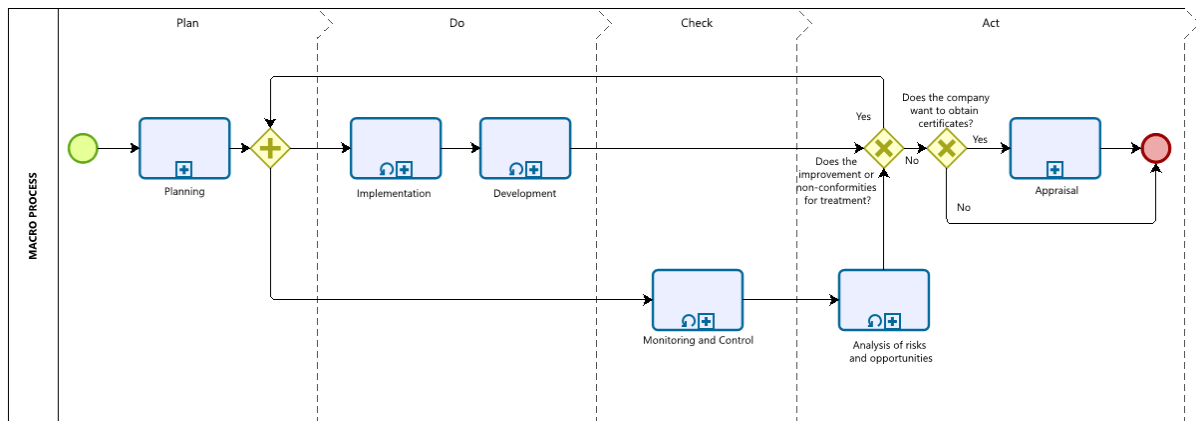 Plan
Do
Check
Act
MACRO PROCESS
Planning
Implementation
Development
Yes
Does the
improvement or
non-conformities
for treatment?
No
Does the company
want to obtain
certificates?
Yes
No
Appraisal
Monitoring and Control
Analysis of risks
and opportunities